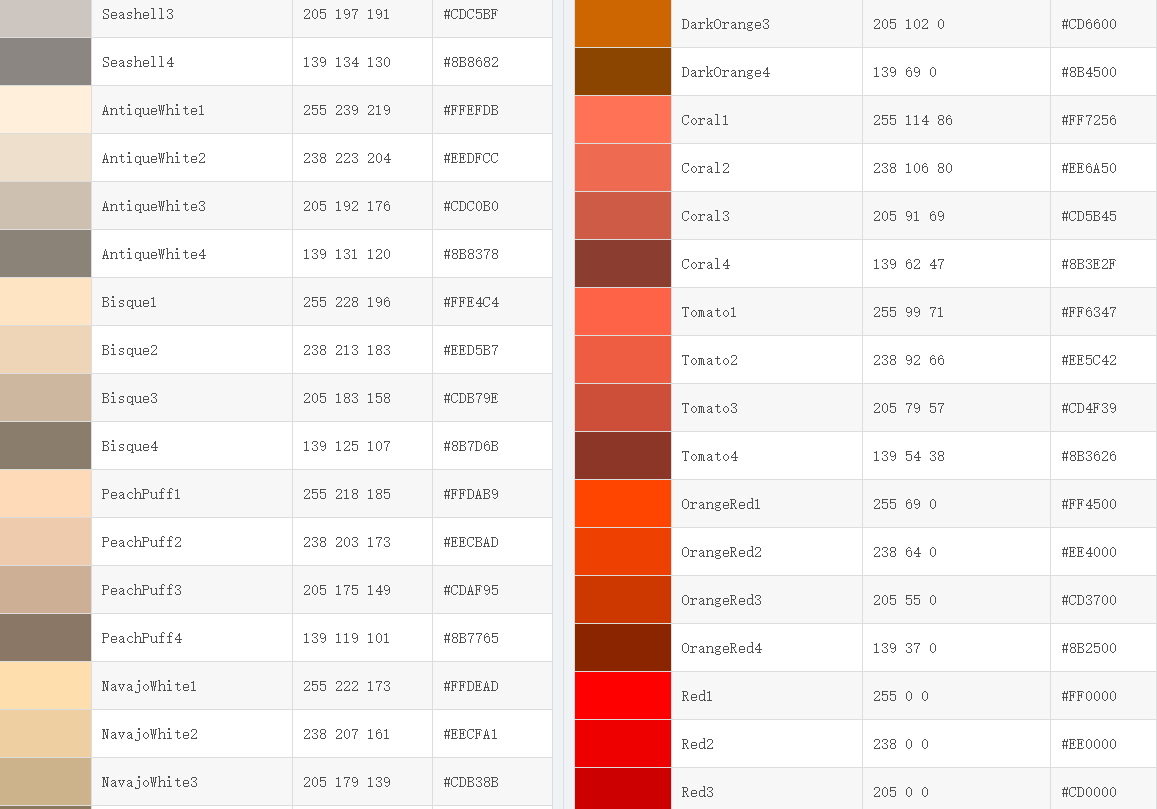 Seashell3 205 197 191 #CDC5BF
Seashell4 139 134 130 #8B8682
AntiqueWhite1 255 239 219 #FFEFDB
AntiqueWhite2 238 223 204 #EEDFCC
AntiqueWhite3 205 192 176 #CDC0B0
AntiqueWhite4 139 131 120 #8B8378
Bisque1 255 228 196 #FFE4C4
Bisque2 238 213 183 #EED5B7
Bisque3 205 183 158 #CDB79E
Bisque4 139 125 107 #8B7D6B
PeachPuff1 255 218 185 #FFDAB9
PeachPuff2 238 203 173 #EECBAD
PeachPuff3 205 175 149 #CDAF95
PeachPuff4 139 119 101 #8B7765
NavajoWhite1 255 222 173 #FFDEAD
NavajoWhite2 238 207 161 #EECFA1
NavajoWhite3 205 179 139 #CDB38B
DarkOrange3 205 102 0 #CD6600
DarkOrange4 139 69 0 #8B4500
Coral1 255 114 86 #FF7256
Coral2 238 106 80 #EE6A50
Coral3 205 91 69 #CD5B45
Coral4 139 62 47 #8B3E2F
Tomato1 255 99 71 #FF6347
Tomato2 238 92 66 #EE5C42
Tomato3 205 79 57 #CD4F39
Tomato4 139 54 38 #8B3626
OrangeRed1 255 69 0 #FF4500
OrangeRed2 238 64 0 #EE4000
OrangeRed3 205 55 0 #CD3700
OrangeRed4 139 37 0 #8B2500
Red1 255 0 0 #FF0000
Red2 238 0 0 #EE0000
Red3 205 0 0 #CD0000